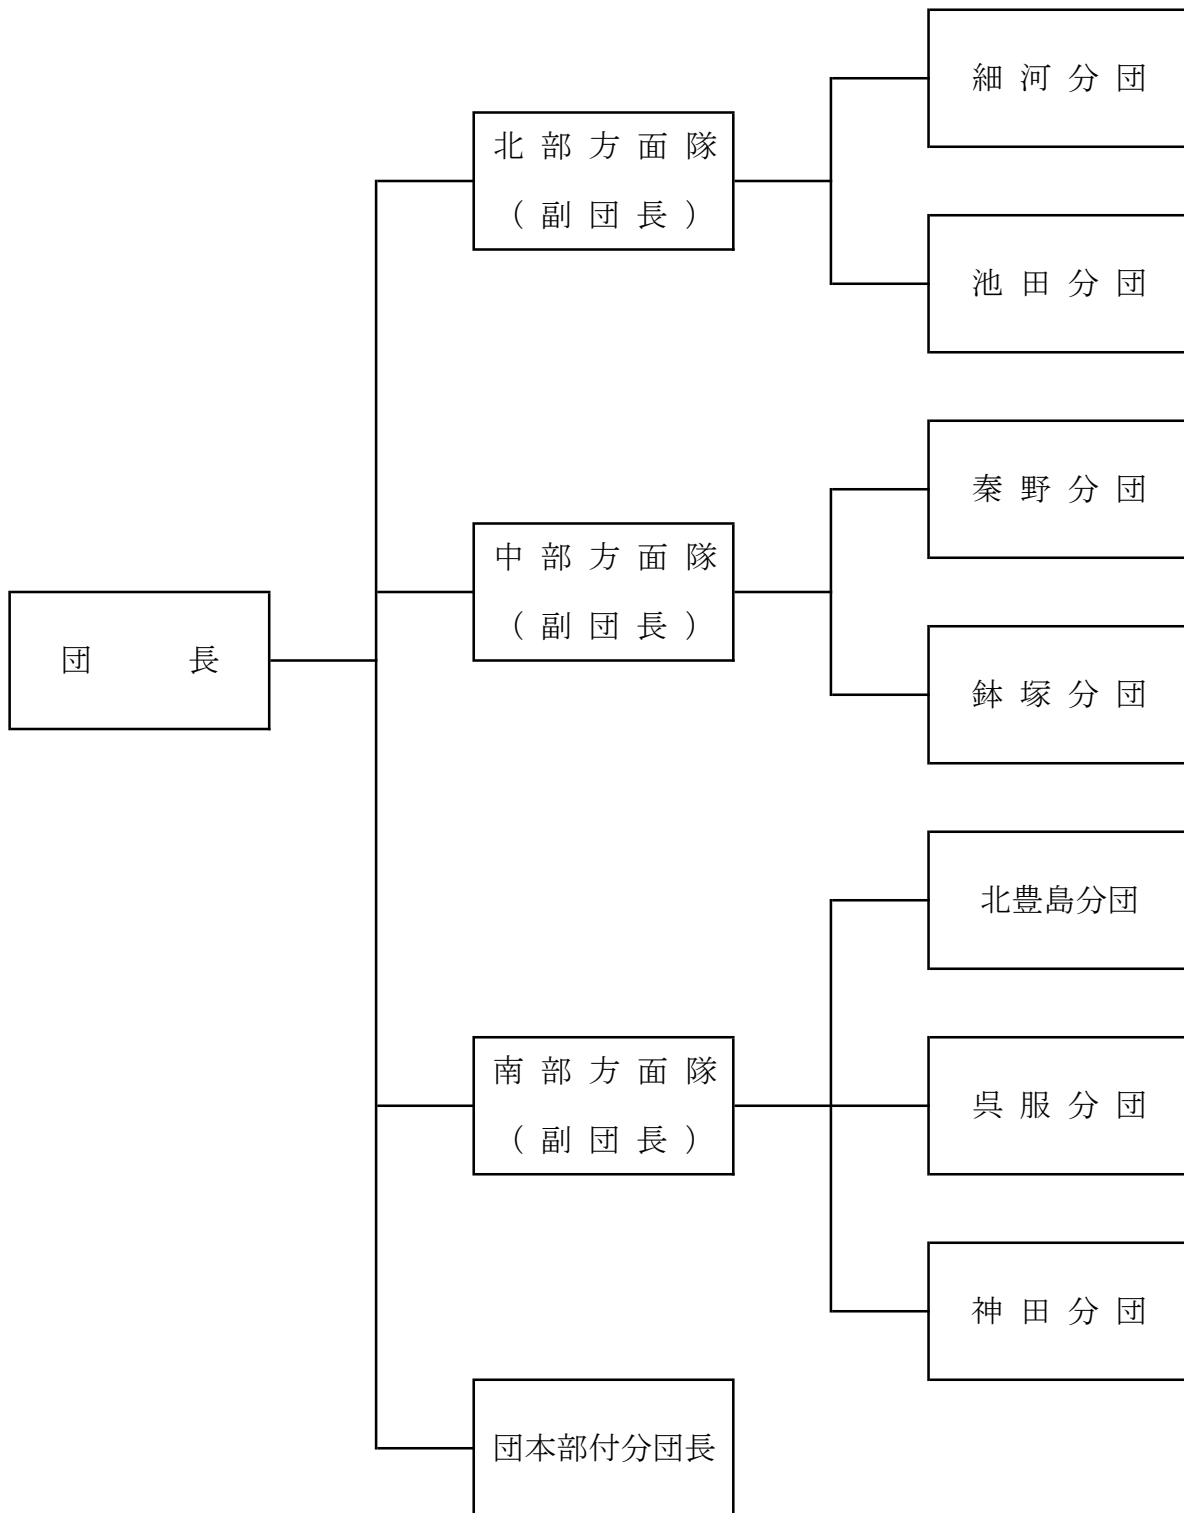 団長
北部方面隊
（副団長）
細河分団
池田分団
中部方面隊
（副団長）
秦野分団
鉢塚分団
南部方面隊
（副団長）
北豊島分団
呉服分団
神田分団
団本部付分団長